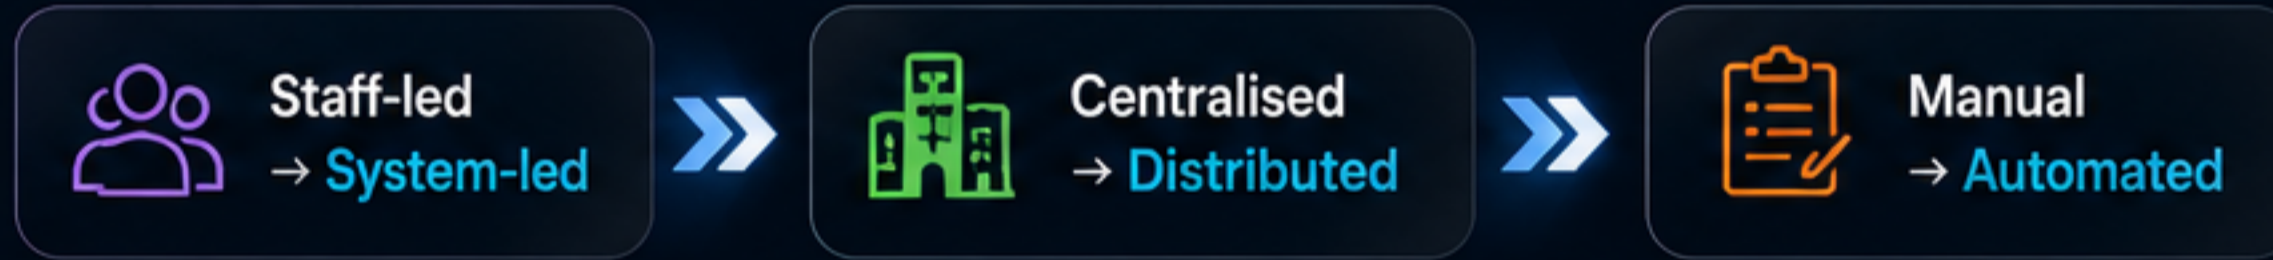 Staff-led
→ System-led
Centralised
→ Distributed
Manual
→ Automated